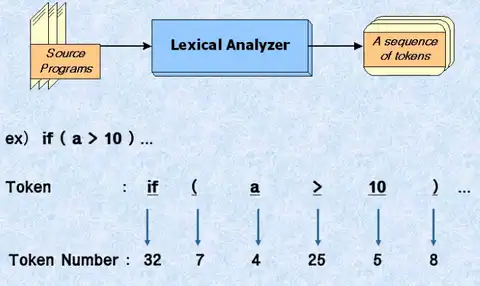 Source
Programs
Lexical Analyzer
A sequence
of tokens
ex) if ( a > 10 ) ...
Token : if ( a > 10 ) ...
Token Number : 32 7 4 25 5 8